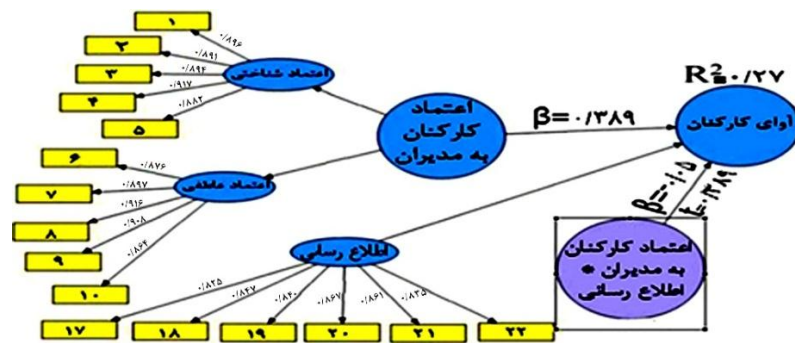 ۱
۰/۸۹۶
۲
۰/۸۹۱
۳
۰/۸۹۴
۴
۰/۹۱۷
۵
۰/۸۸۲
اعتماد شناختی
R²=۰/۲۷
آوای کارکنان
β=۰/۳۸۹
اعتماد
کارکنان
به مدیران
۶
۰/۸۷۶
۷
۰/۸۹۷
۸
۰/۹۱۶
۹
۰/۹۰۸
۱۰
۰/۸۶۴
اعتماد عاطفی
t=۰/۳۸۹
اعتماد کارکنان
به مدیران *
اطلاع رسانی
اطلاع رسانی
۰/۸۲۵
۰/۸۴۷
۰/۸۴۰
۰/۸۶۷
۰/۸۶۱
۰/۸۳۵
۱۷
۱۸
۱۹
۲۰
۲۱
۲۲